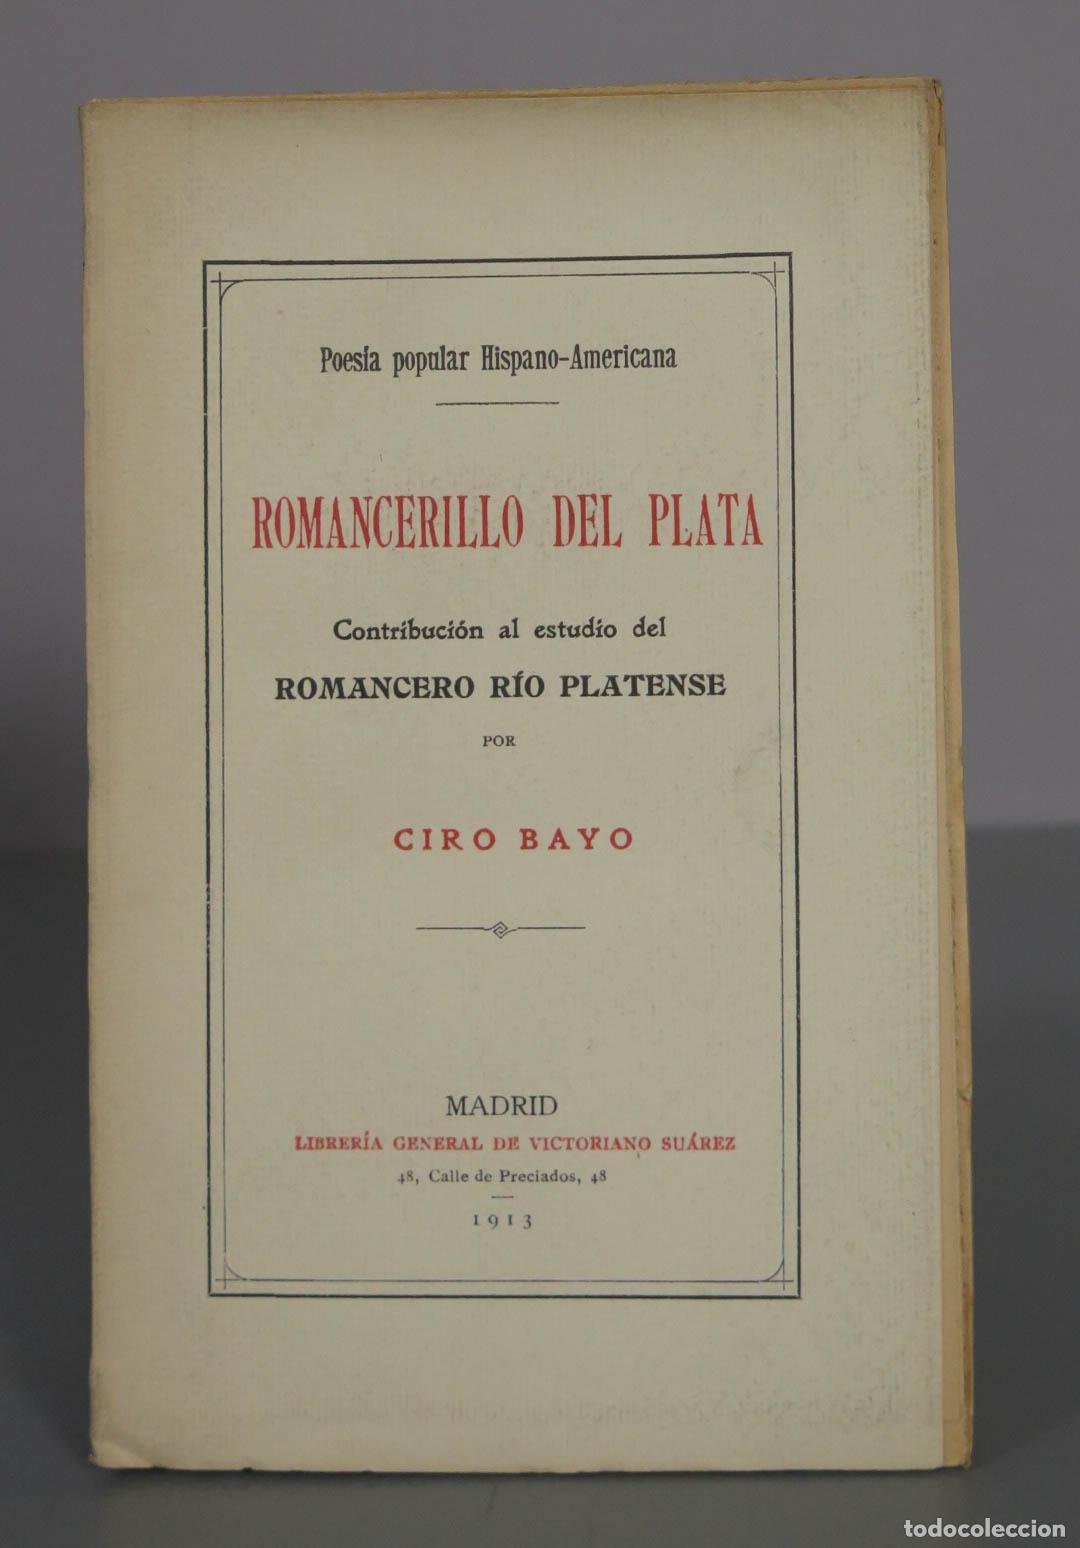 Poesía popular Hispano-Americana
ROMANCERILLO DEL PLATA
Contribución al estudio del
ROMANCERO RÍO PLATENSE
POR
CIRO BAYO
MADRID
LIBRERÍA GENERAL DE VICTORIANO SUÁREZ
48, Calle de Preciados, 48
1913
todocoleccion